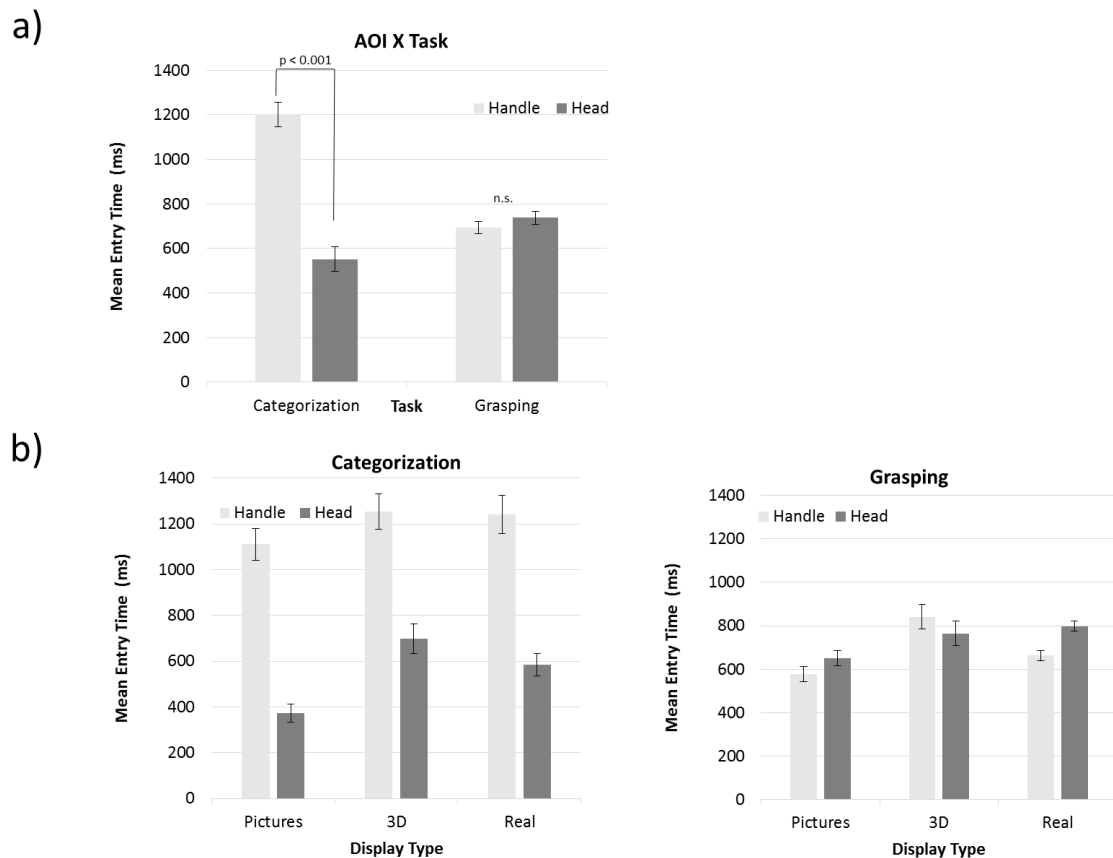 a)
AOI X Task
p < 0.001
1400
1200
1000
800
600
400
200
0
Mean Entry Time (ms)
Handle Head
n.s.
Categorization Task Grasping
b)
Categorization
1400
1200
1000
800
600
400
200
0
Mean Entry Time (ms)
Handle Head
Pictures 3D Real
Display Type
Grasping
1400
1200
1000
800
600
400
200
0
Mean Entry Time (ms)
Handle Head
Pictures 3D Real
Display Type